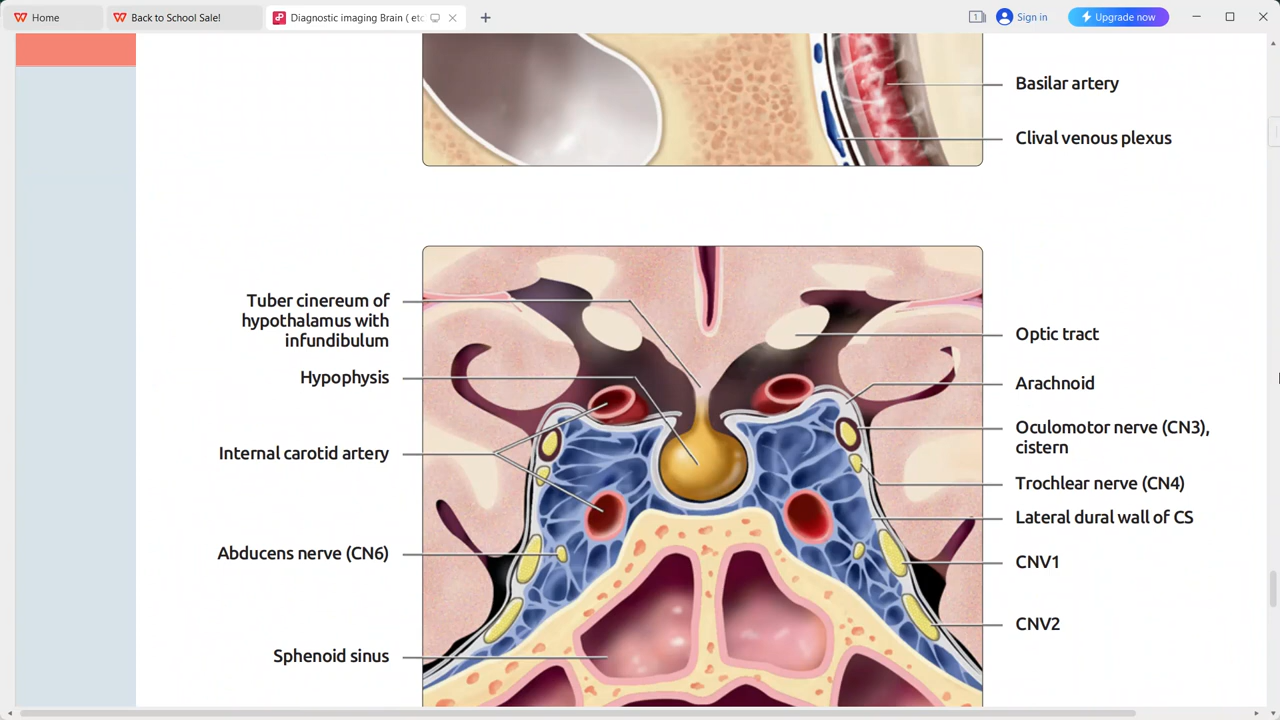 Home
Back to School Sale!
Diagnostic imaging Brain ( etc
1
Sign in
Upgrade now
Basilar artery
Clival venous plexus
Tuber cinereum of
hypothalamus with
infundibulum
Hypophysis
Internal carotid artery
Abducens nerve (CN6)
Sphenoid sinus
Optic tract
Arachnoid
Oculomotor nerve (CN3),
cistern
Trochlear nerve (CN4)
Lateral dural wall of CS
CNV1
CNV2